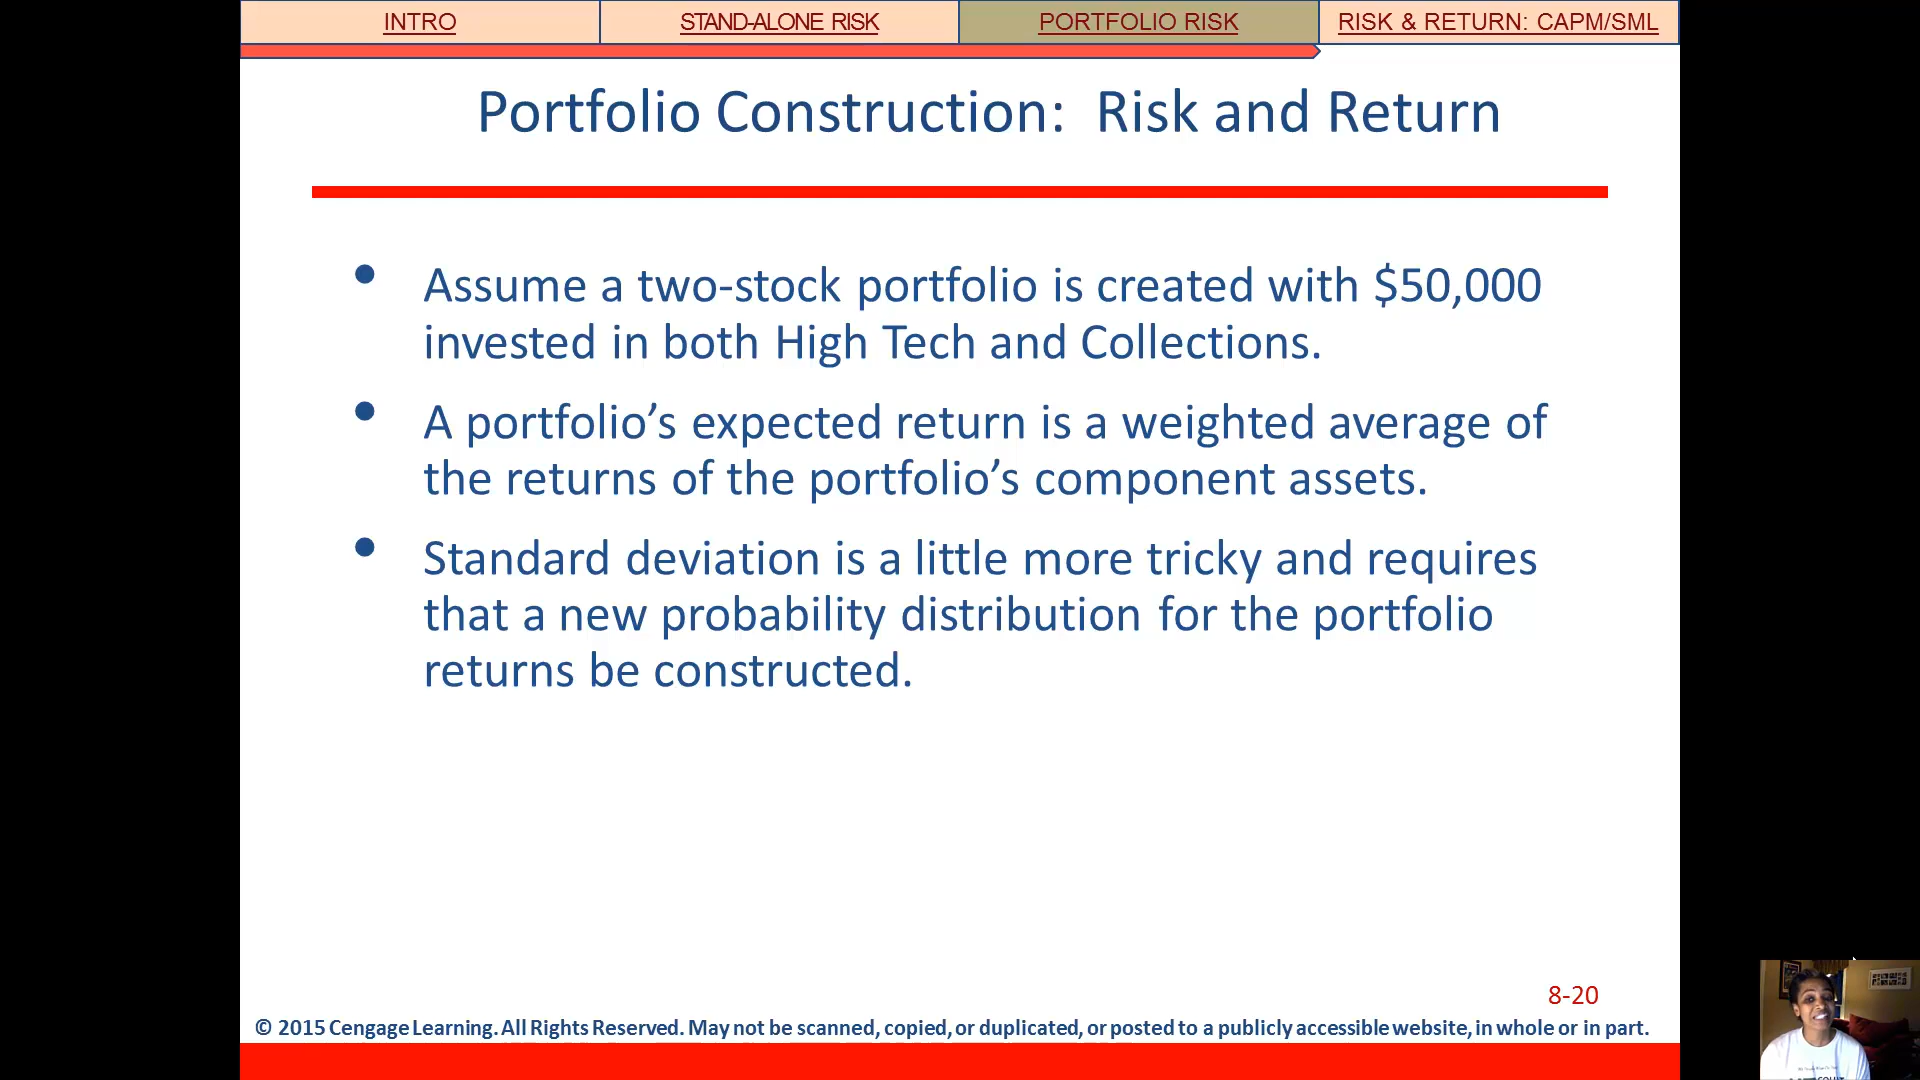 INTRO
STAND-ALONE RISK
PORTFOLIO RISK
RISK & RETURN: CAPM/SML
Portfolio Construction: Risk and Return
• Assume a two-stock portfolio is created with $50,000
invested in both High Tech and Collections.
• A portfolio’s expected return is a weighted average of
the returns of the portfolio’s component assets.
• Standard deviation is a little more tricky and requires
that a new probability distribution for the portfolio
returns be constructed.
8-20
© 2015 Cengage Learning. All Rights Reserved. May not be scanned, copied, or duplicated, or posted to a publicly accessible website, in whole or in part.